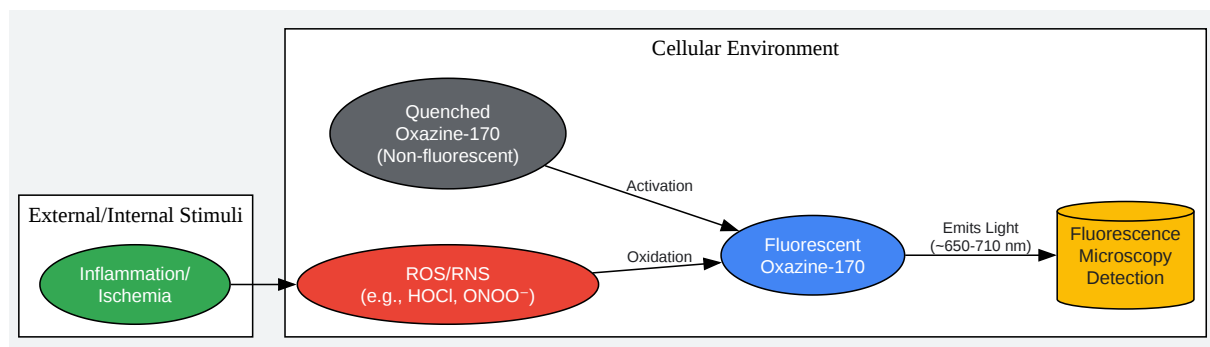 Cellular Environment
Quenched
Oxazine-170
(Non-fluorescent)
Activation
External/Internal Stimuli
Inflammation/
Ischemia
ROS/RNS
(e.g., HOCl, ONOO⁻)
Oxidation
Fluorescent
Oxazine-170
Emits Light
(~650-710 nm)
Fluorescence
Microscopy
Detection